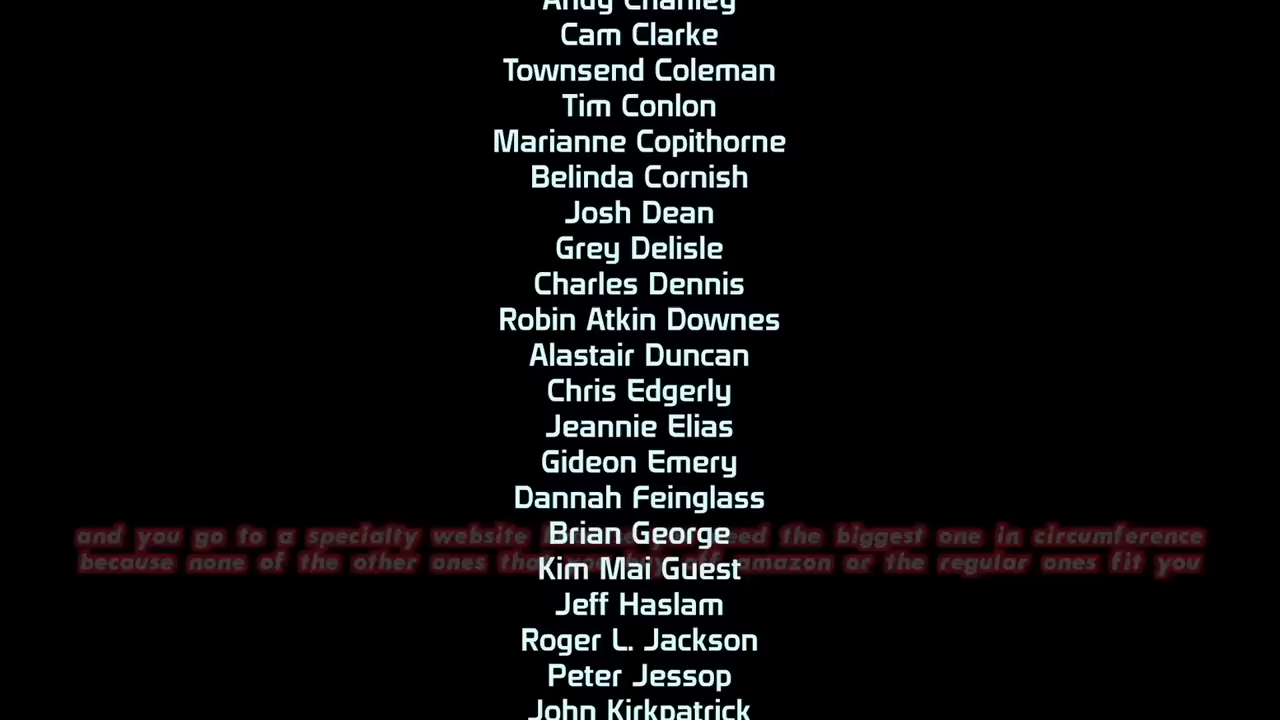 Andy Chanley
Cam Clarke
Townsend Coleman
Tim Conlon
Marianne Copithorne
Belinda Cornish
Josh Dean
Grey Delisle
Charles Dennis
Robin Atkin Downes
Alastair Duncan
Chris Edgerly
Jeannie Elias
Gideon Emery
Dannah Feinglass
Brian George
and you go to a specialty website the biggest one in circumference
Kim Mai Guest
because none of the other ones amazon or the regular ones fit you
Jeff Haslam
Roger L. Jackson
Peter Jessop
John Kirkpatrick